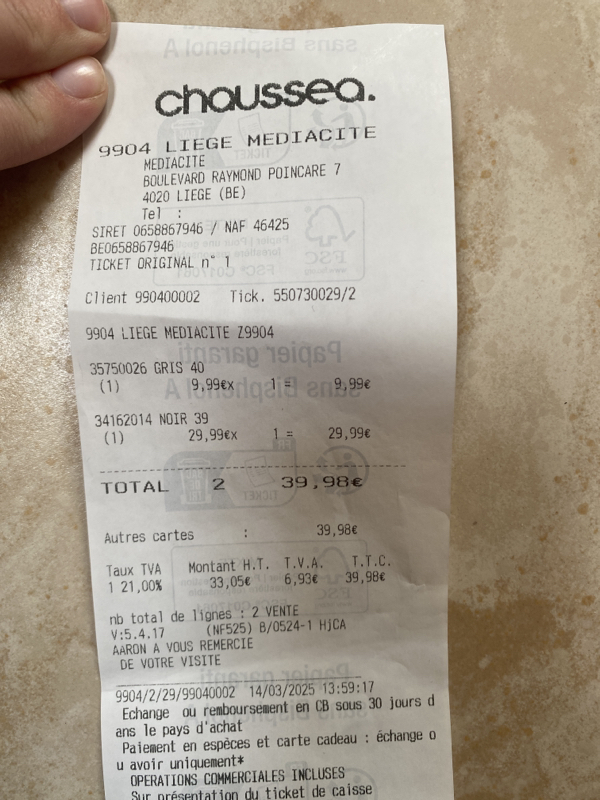 chaussea.
9904 LIEGE MEDIACITE
MEDIACITE
BOULEVARD RAYMOND POINCARE 7
4020 LIEGE (BE)
Tel :
SIRET 0658867946 / NAF 46425
BE0658867946
TICKET ORIGINAL n° 1
Client 990400002 Tick. 550730029/2
9904 LIEGE MEDIACITE Z9904
35750026 GRIS 40
(1) 9,99€x 1 = 9,99€
34162014 NOIR 39
(1) 29,99€x 1 = 29,99€
TOTAL 2 39,98€
Autres cartes : 39,98€
Taux TVA Montant H.T. T.V.A. T.T.C.
1 21,00% 33,05€ 6,93€ 39,98€
nb total de lignes : 2 VENTE
V:5.4.17 (NF525) B/0524-1 HjCA
AARON A VOUS REMERCIE
DE VOTRE VISITE
9904/2/29/99040002 14/03/2025 13:59:17
Echange ou remboursement en CB sous 30 jours d
ans le pays d'achat
Paiement en espèces et carte cadeau : échange o
u avoir uniquement*
OPERATIONS COMMERCIALES INCLUSES
Sur présentation du ticket de caisse